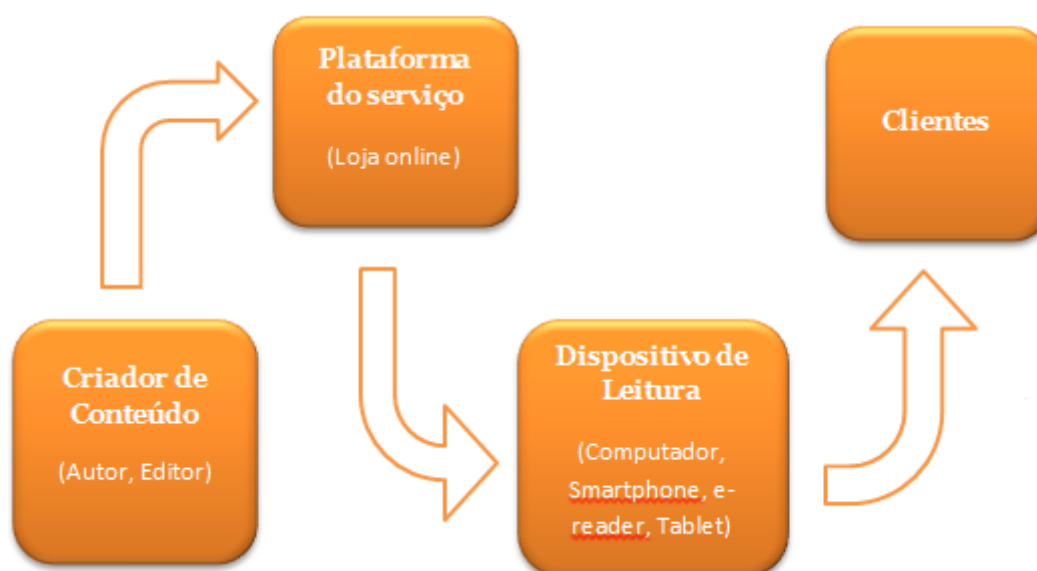 Plataforma
do serviço
(Loja online)
Clientes
Criador de
Conteúdo
(Autor, Editor)
Dispositivo de
Leitura
(Computador,
Smartphone, e-
reader, Tablet)